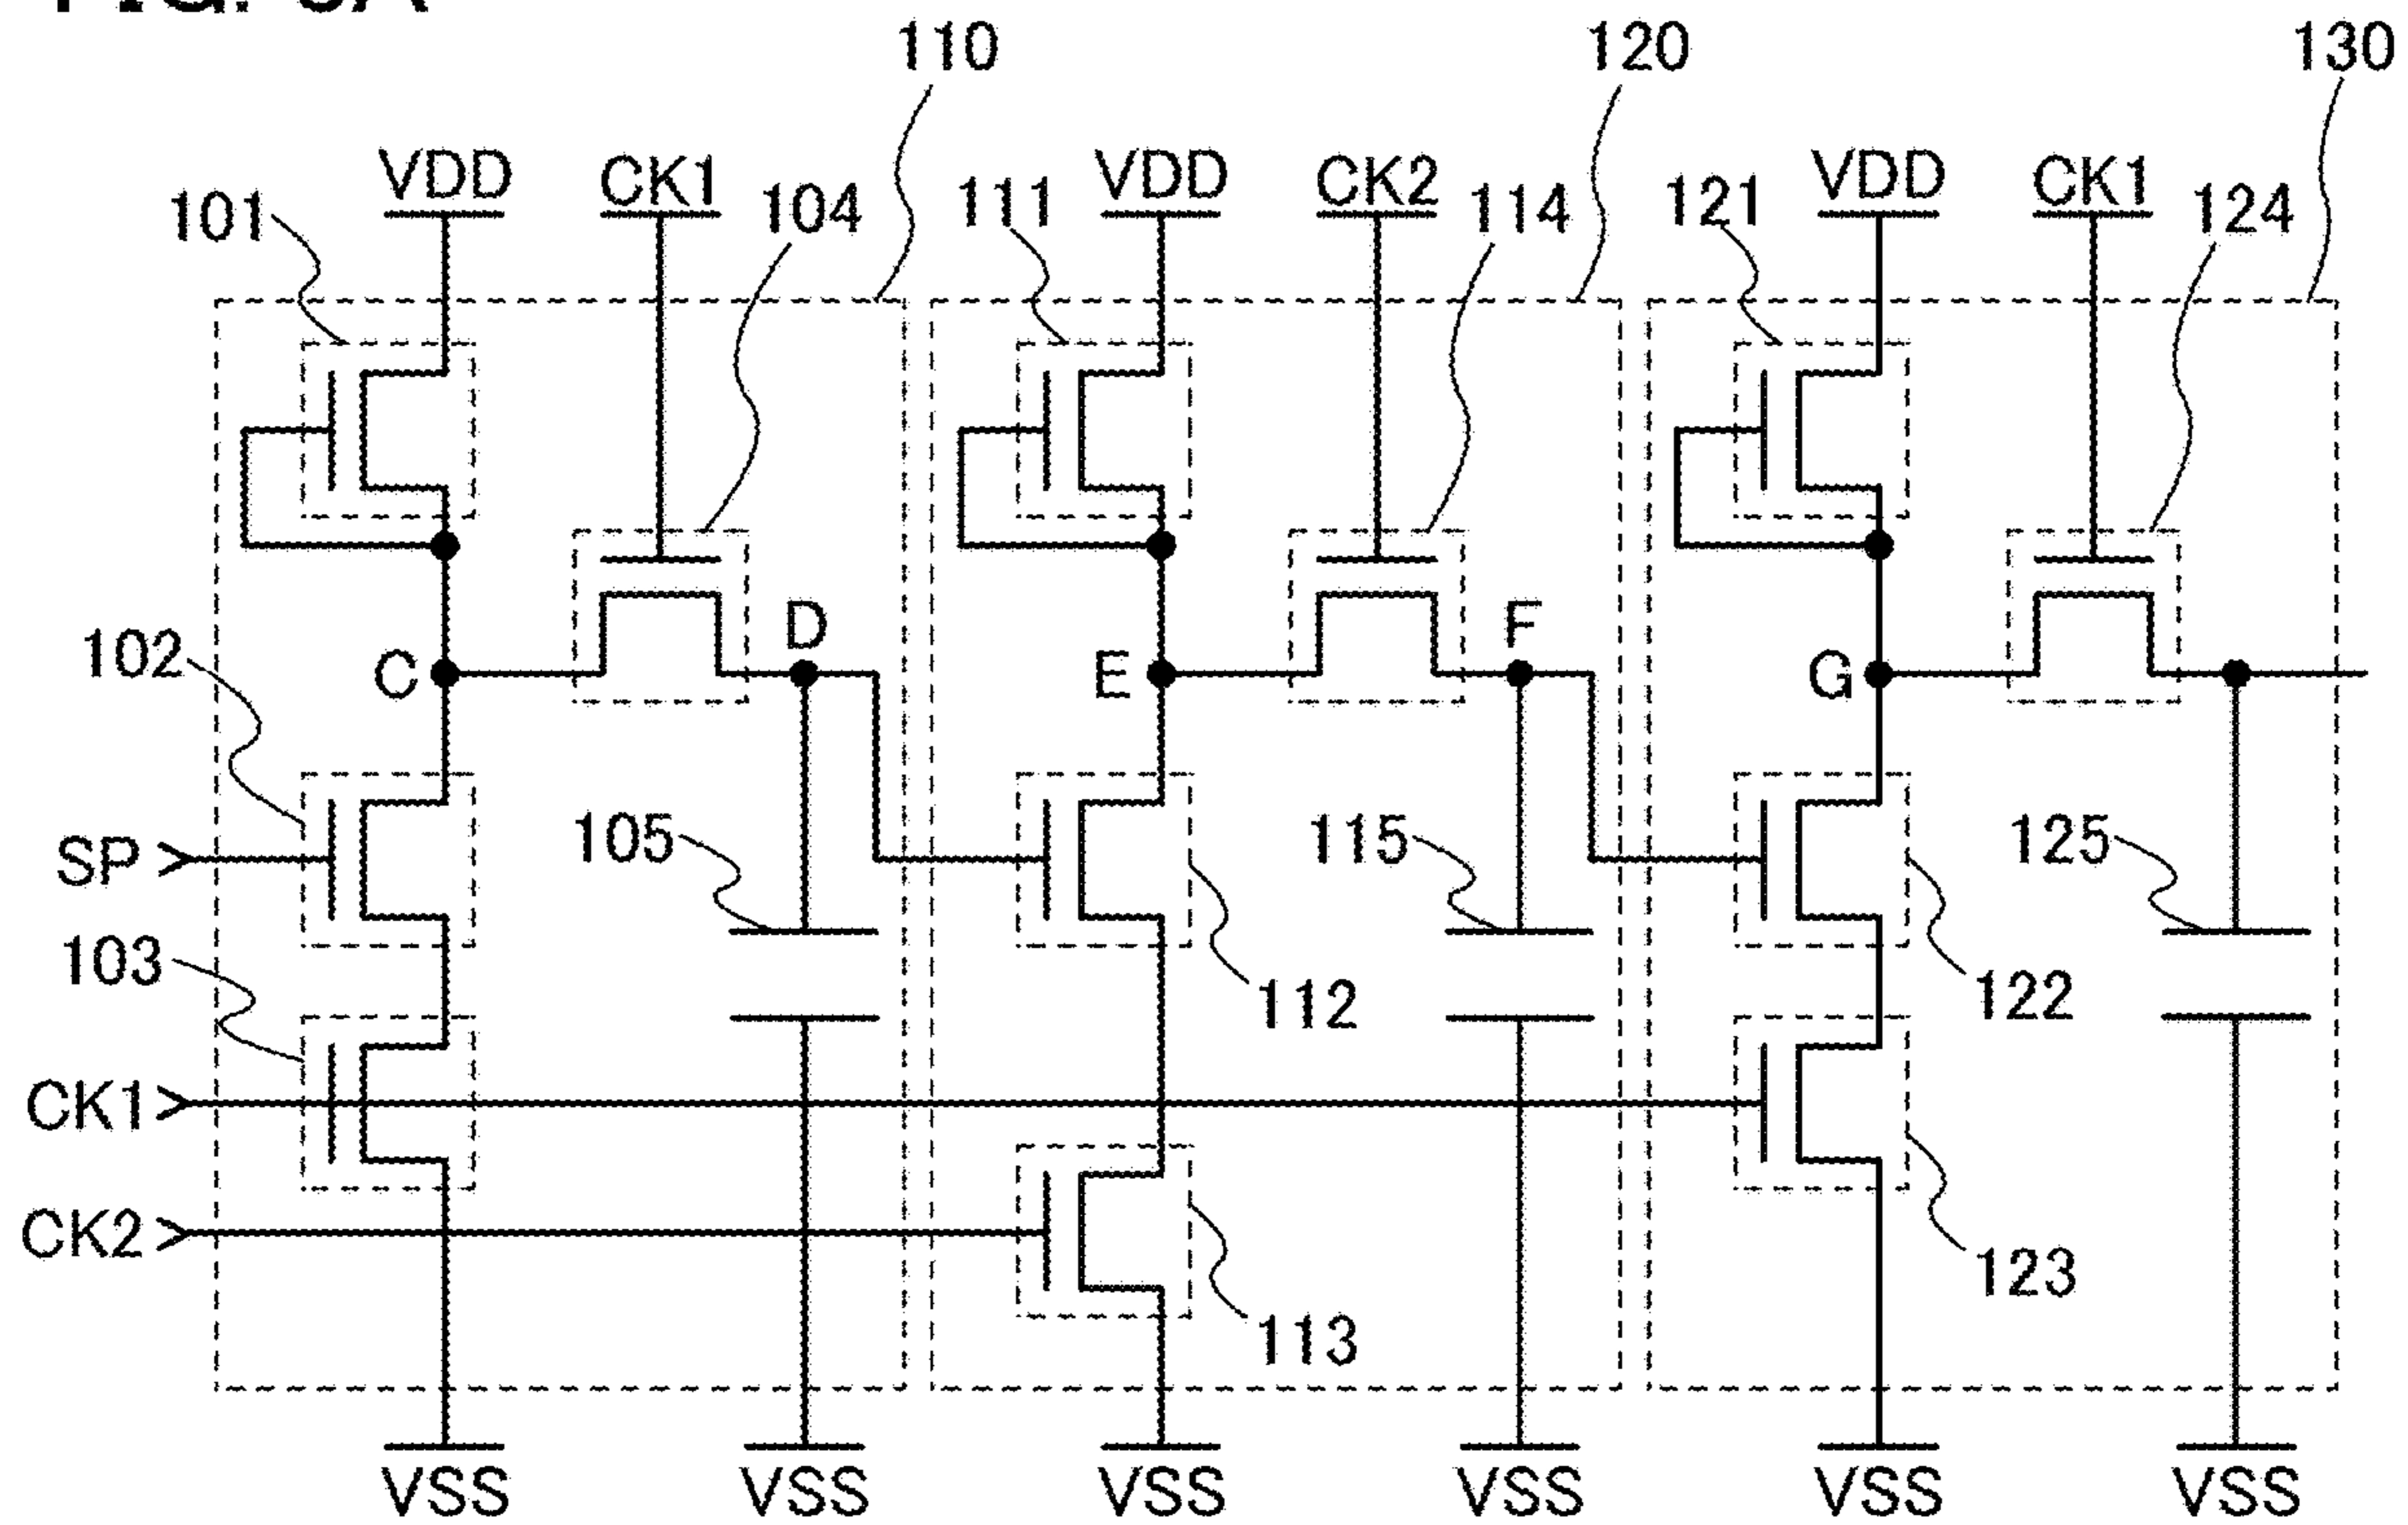 110 120 130
VDD CK1 VDD CK2 VDD CK1
101 104 111 114 121 124
D F
102 C E G
SP 105 115 125
103 112 122
CK1
CK2 123
113
VSS VSS VSS VSS VSS VSS